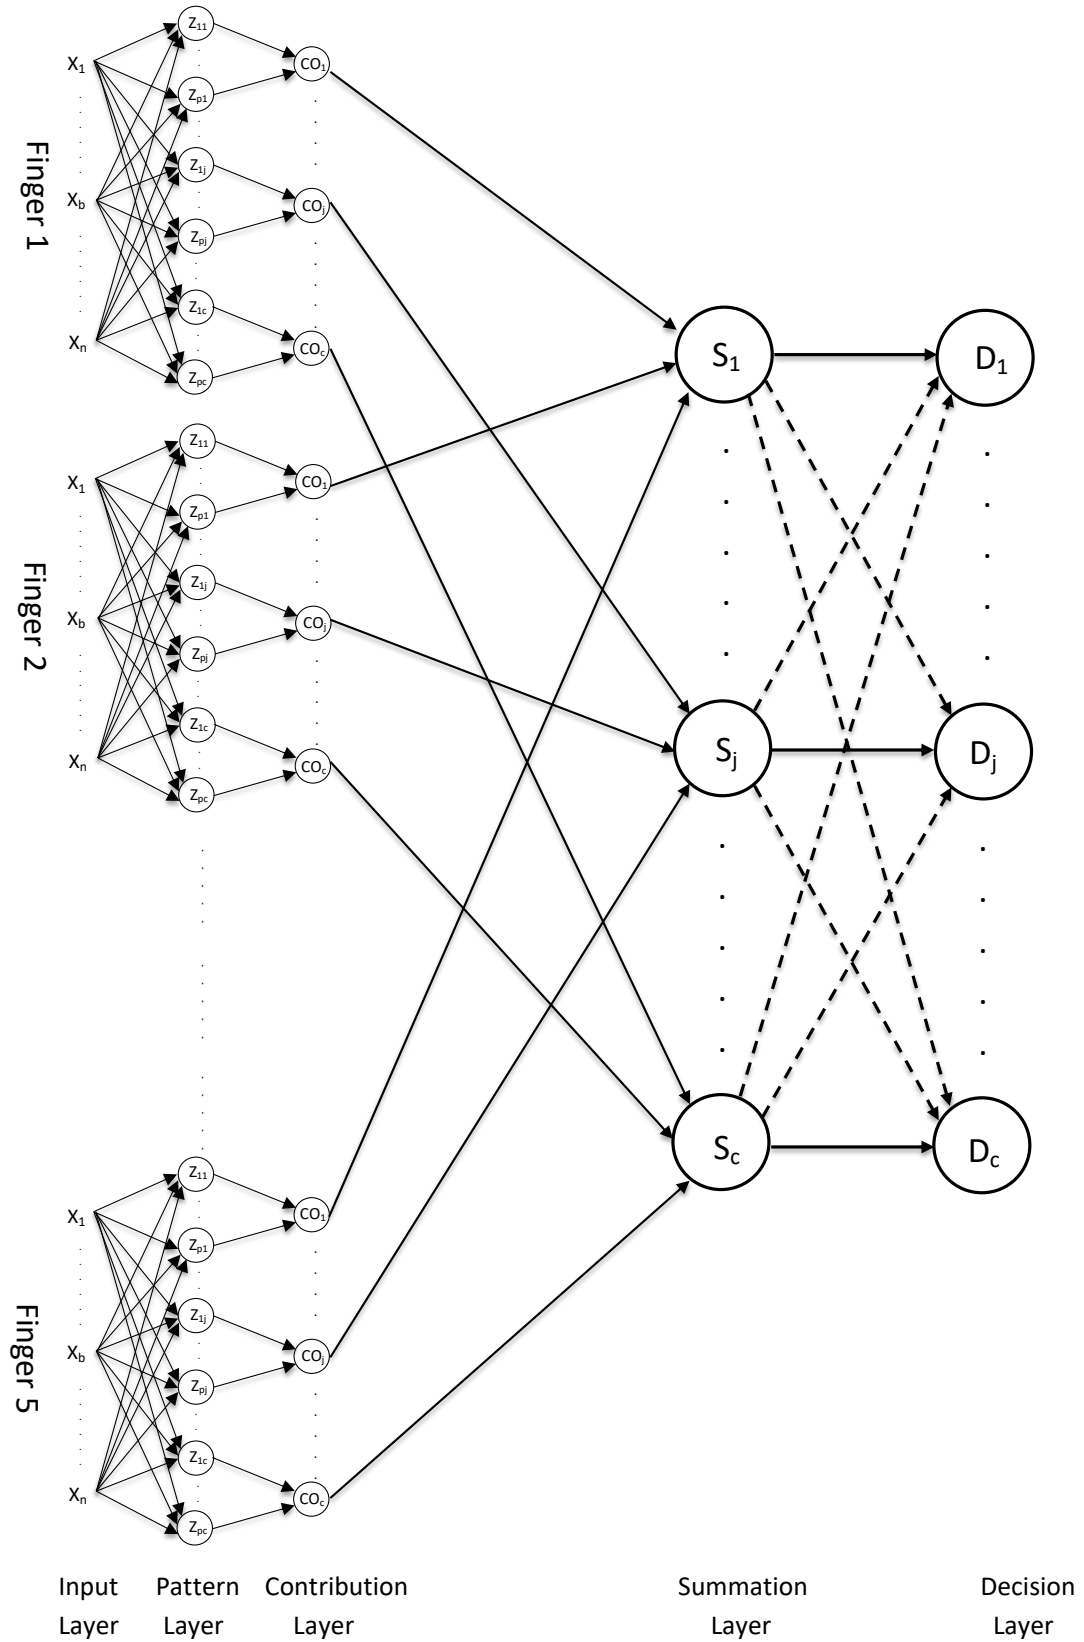 Finger 1
X1
Xb
Xn
Z11
Zp1
Z1j
Zpj
Z1c
Zpc
CO1
COj
COc
Finger 2
X1
Xb
Xn
Z11
Zp1
Z1j
Zpj
Z1c
Zpc
CO1
COj
COc
Finger 5
X1
Xb
Xn
Z11
Zp1
Z1j
Zpj
Z1c
Zpc
CO1
COj
COc
S1
Sj
Sc
D1
Dj
Dc
Input
Layer
Pattern
Layer
Contribution
Layer
Summation
Layer
Decision
Layer